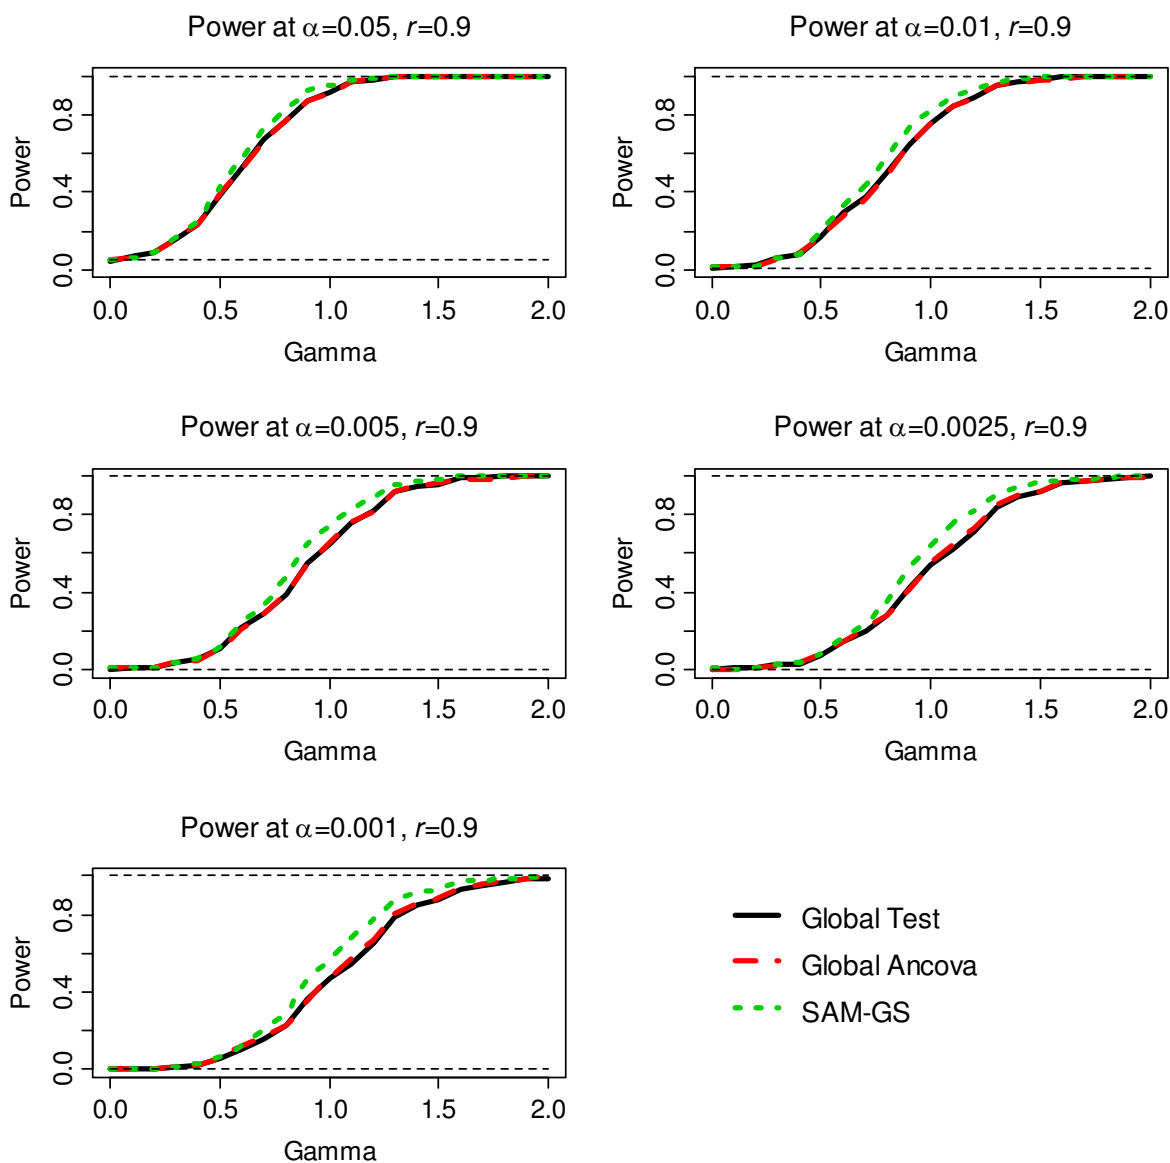 Power at α=0.05, r=0.9
Power
0.0 0.4 0.8
0.0 0.5 1.0 1.5 2.0
Gamma
Power at α=0.01, r=0.9
Power
0.0 0.4 0.8
0.0 0.5 1.0 1.5 2.0
Gamma
Power at α=0.005, r=0.9
Power
0.0 0.4 0.8
0.0 0.5 1.0 1.5 2.0
Gamma
Power at α=0.0025, r=0.9
Power
0.0 0.4 0.8
0.0 0.5 1.0 1.5 2.0
Gamma
Power at α=0.001, r=0.9
Power
0.0 0.4 0.8
0.0 0.5 1.0 1.5 2.0
Gamma
Global Test
Global Ancova
SAM-GS